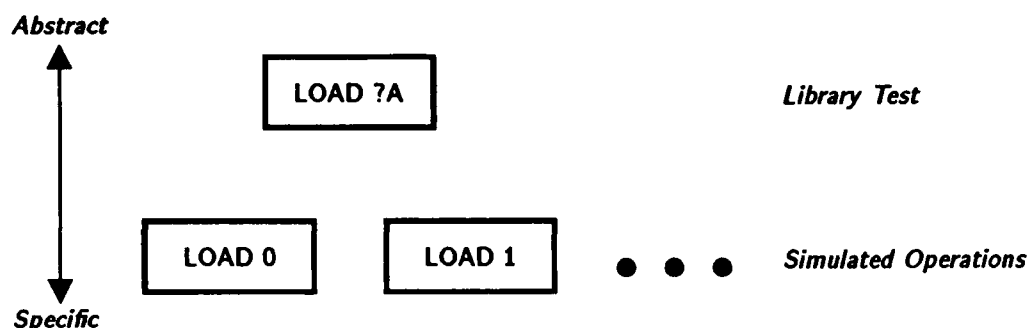 Abstract
LOAD ?A
Library Test
LOAD 0
LOAD 1
Simulated Operations
Specific